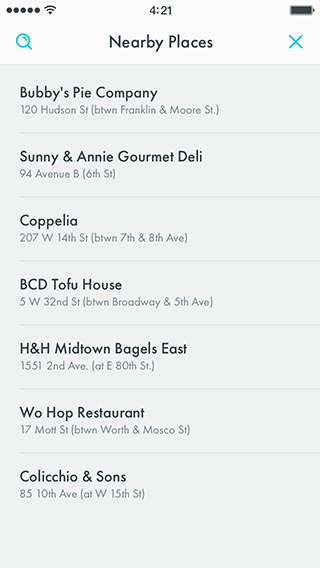 4:21
Nearby Places
Bubby's Pie Company
120 Hudson St (btwn Franklin & Moore St.)
Sunny & Annie Gourmet Deli
94 Avenue B (6th St)
Coppelia
207 W 14th St (btwn 7th & 8th Ave)
BCD Tofu House
5 W 32nd St (btwn Broadway & 5th Ave)
H&H Midtown Bagels East
1551 2nd Ave. (at E 80th St.)
Wo Hop Restaurant
17 Mott St (btwn Worth & Mosco St)
Colicchio & Sons
85 10th Ave (at W 15th St)